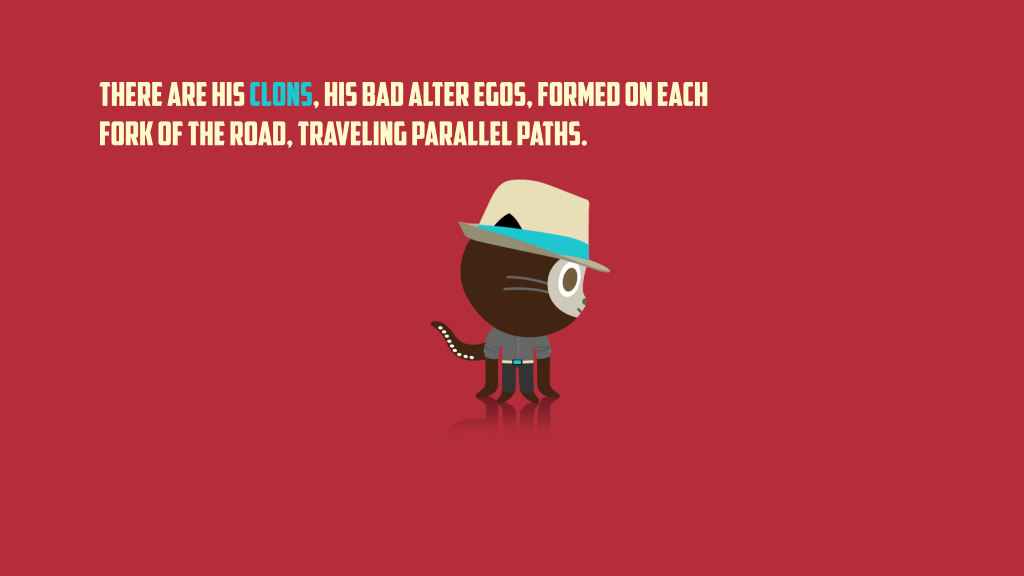 THERE ARE HIS CLONS, HIS BAD ALTER EGOS, FORMED ON EACH
FORK OF THE ROAD, TRAVELING PARALLEL PATHS.